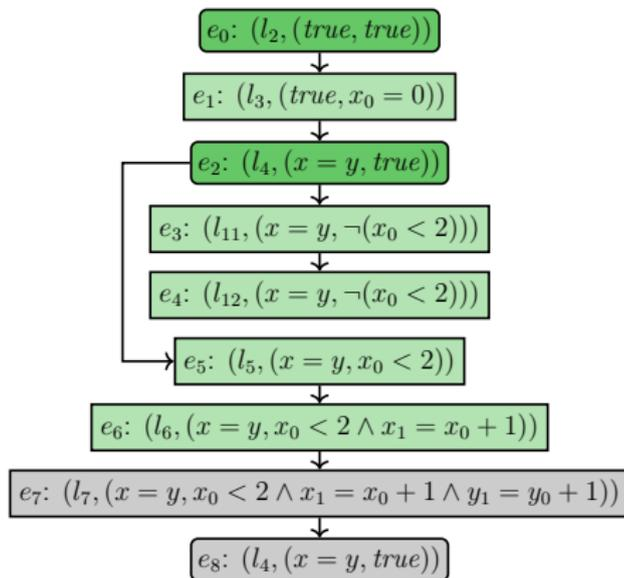 e₀: (l₂, (true, true))
e₁: (l₃, (true, x₀ = 0))
e₂: (l₄, (x = y, true))
e₃: (l₁₁, (x = y, ¬(x₀ < 2)))
e₄: (l₁₂, (x = y, ¬(x₀ < 2)))
e₅: (l₅, (x = y, x₀ < 2))
e₆: (l₆, (x = y, x₀ < 2 ∧ x₁ = x₀ + 1))
e₇: (l₇, (x = y, x₀ < 2 ∧ x₁ = x₀ + 1 ∧ y₁ = y₀ + 1))
e₈: (l₄, (x = y, true))